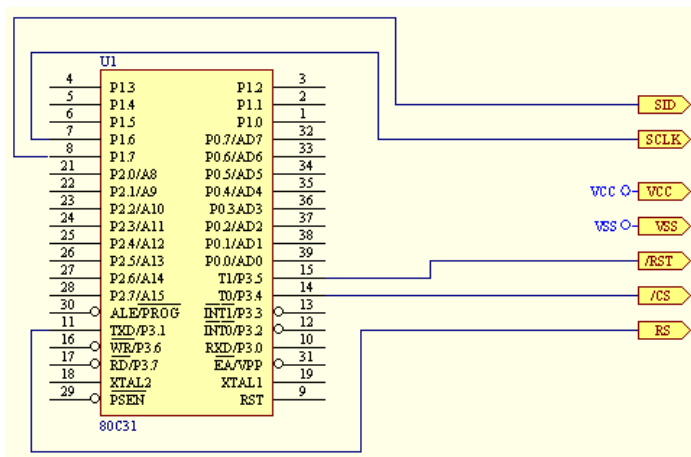 U1
4 P1.3 P1.2 3
5 P1.4 P1.1 2
6 P1.5 P1.0 1
7 P1.6 P0.7/AD7 32
8 P1.7 P0.6/AD6 33
21 P2.0/A8 P0.5/AD5 34
22 P2.1/A9 P0.4/AD4 35
23 P2.2/A10 P0.3AD3 36
24 P2.3/A11 P0.2/AD2 37
25 P2.4/A12 P0.1/AD1 38
26 P2.5/A13 P0.0/AD0 39
27 P2.6/A14 T1/P3.5 15
28 P2.7/A15 T0/P3.4 14
30 ALE/PROG INT1/P3.3 13
11 TXD/P3.1 INT0/P3.2 12
16 WR/P3.6 RXD/P3.0 10
17 RD/P3.7 EA/VPP 31
18 XTAL2 XTAL1 19
29 PSEN RST 9
80C31
SID
SCLK
VCC VCC
VSS VSS
/RST
/CS
RS